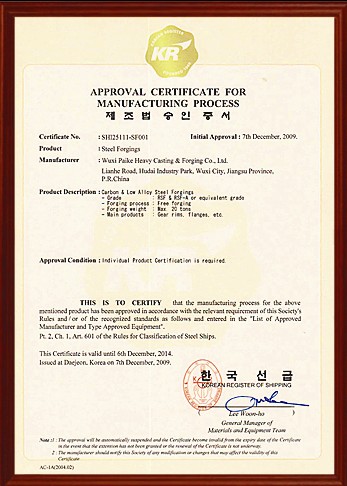 KR
APPROVAL CERTIFICATE FOR
MANUFACTURING PROCESS
제 조 법 승 인 증 서
Certificate No. : SHI25111-SF001 Initial Approval : 7th December, 2009.
Product : Steel Forgings
Manufacturer : Wuxi Paike Heavy Casting & Forging Co., Ltd.
Lianhe Road, Hudai Industry Park, Wuxi City, Jiangsu Province,
P.R.China
Product Description : Carbon & Low Alloy Steel Forgings
- Grade : RSF & RSF-A or equivalent grade
- Forging process : Free forging
- Forging weight : Max. 20 tons
- Main products : Gear rims, flanges, etc.
Approval Condition : Individual Product Certification is required.
THIS IS TO CERTIFY that the manufacturing process for the above
mentioned product has been approved in accordance with the relevant requirement of this Society's
Rules and / or of the recognized standards as follows and entered in the "List of Approved
Manufacturer and Type Approved Equipment".
Pt. 2, Ch. 1, Art. 601 of the Rules for Classification of Steel Ships.
This Certificate is valid until 6th December, 2014.
Issued at Daejeon, Korea on 7th December, 2009.
한 국 선 급
KOREAN REGISTER OF SHIPPING
Lee Woon-ho )
General Manager of
Materials and Equipment Team
Note :1 : The approval will be automatically suspended and the Certificate become invalid from the expiry date of the Certificate
in the event that the extension has not been granted or the renewal of the Certificate is not underway.
2 : The manufacturer should notify this Society of any modification or changes that may affect the validity of this
Certificate.
AC-1A(2004.02)